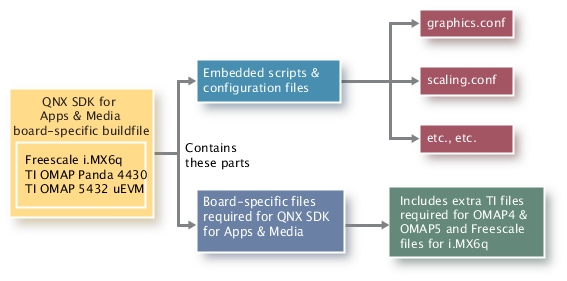 QNX SDK for
Apps & Media
board-specific buildfile
Freescale i.MX6q
TI OMAP Panda 4430
TI OMAP 5432 uEVM
Contains
these parts
Embedded scripts &
configuration files
graphics.conf
scaling.conf
etc., etc.
Board-specific files
required for QNX SDK
for Apps & Media
Includes extra TI files
required for OMAP4 &
OMAP5 and Freescale
files for i.MX6q